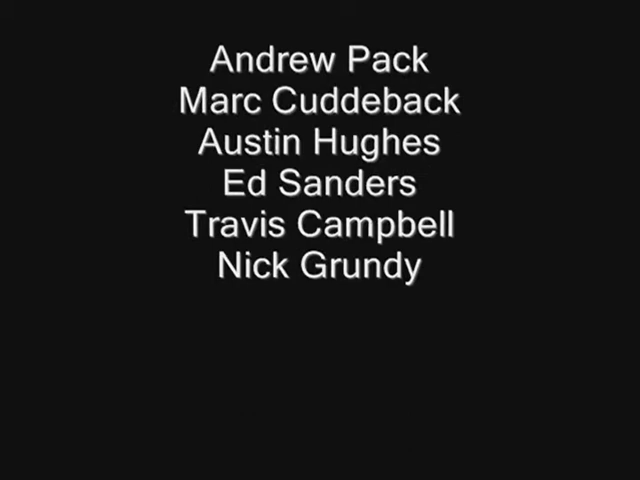 Andrew Pack
Marc Cuddeback
Austin Hughes
Ed Sanders
Travis Campbell
Nick Grundy